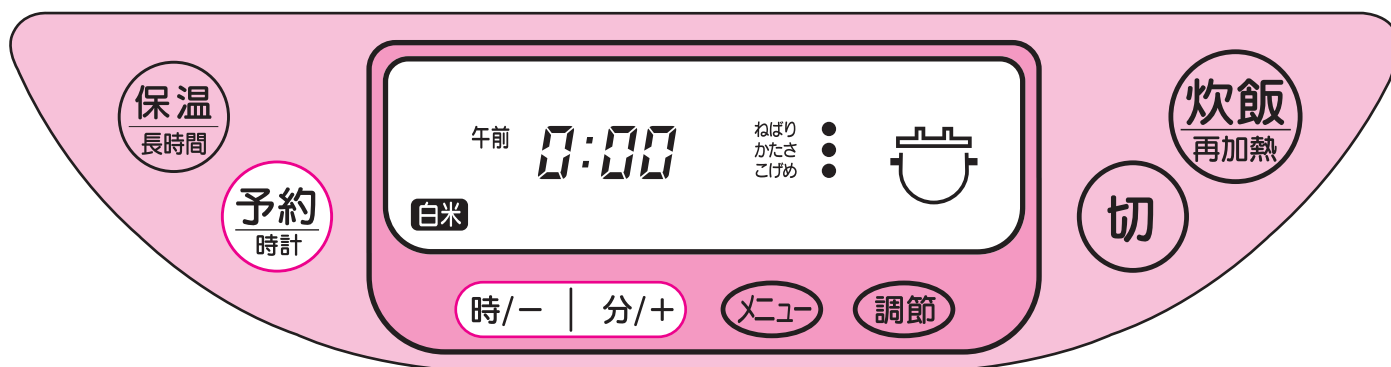 保温
長時間
予約
時計
午前 0:00
ねばり
かたさ
こげめ
白米
時/− | 分/+
メニュー
調節
切
炊飯
再加熱